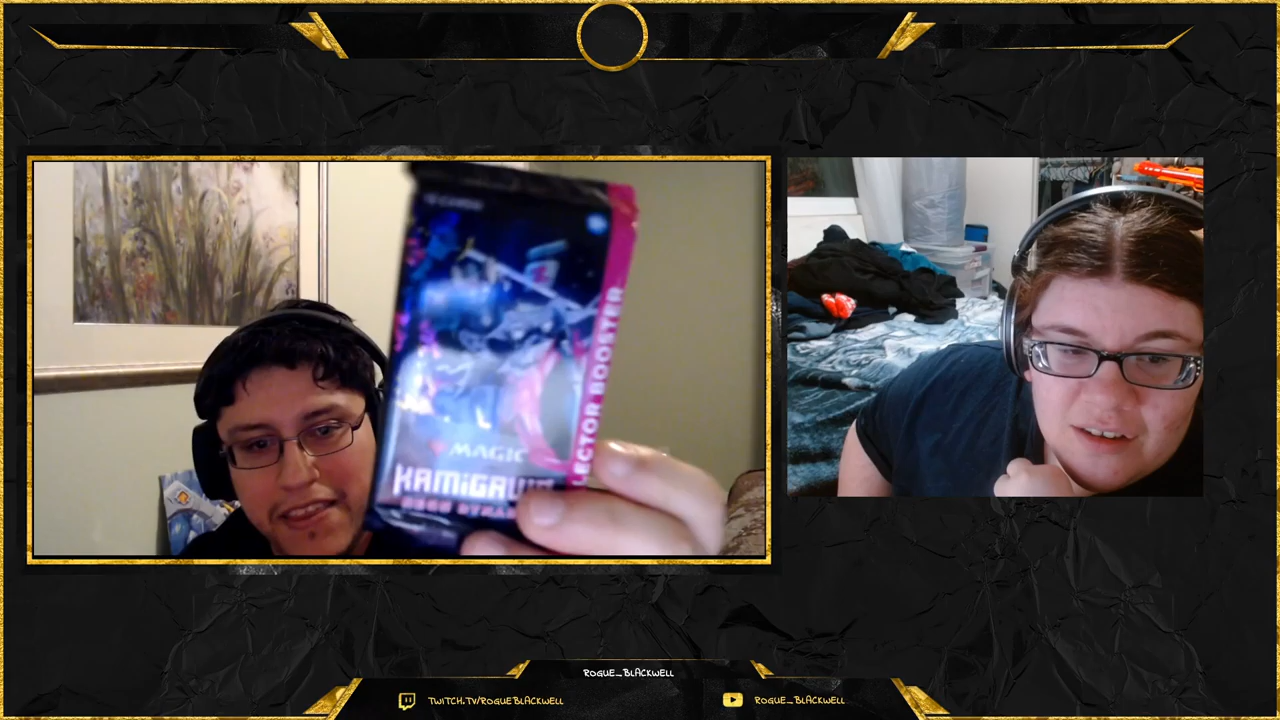 LECTOR BOOSTER
MAGIC
KAMIGAWA
ROGUE_BLACKWELL
TWITCH.TV/ROGUEBLACKWELL
ROGUE_BLACKWELL